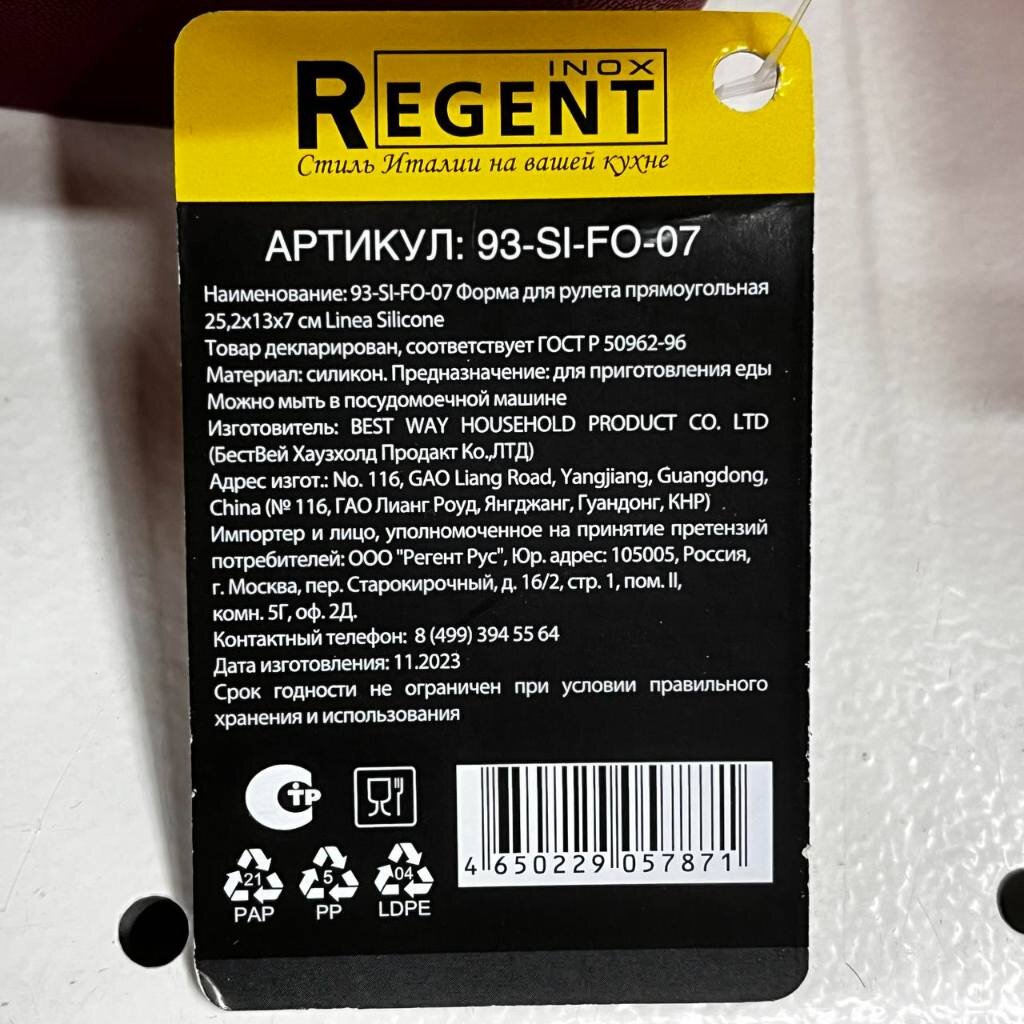 INOX
REGENT
Стиль Италии на вашей кухне
АРТИКУЛ: 93-SI-FO-07
Наименование: 93-SI-FO-07 Форма для рулета прямоугольная
25,2х13х7 см Linea Silicone
Товар декларирован, соответствует ГОСТ Р 50962-96
Материал: силикон. Предназначение: для приготовления еды
Можно мыть в посудомоечной машине
Изготовитель: BEST WAY HOUSEHOLD PRODUCT CO. LTD
(БестВей Хаузхолд Продакт Ко.,ЛТД)
Адрес изгот.: No. 116, GAO Liang Road, Yangjiang, Guangdong,
China (№ 116, ГАО Лианг Роуд, Янгджанг, Гуандонг, КНР)
Импортер и лицо, уполномоченное на принятие претензий
потребителей: ООО "Регент Рус", Юр. адрес: 105005, Россия,
г. Москва, пер. Старокирочный, д. 16/2, стр. 1, пом. II,
комн. 5Г, оф. 2Д.
Контактный телефон: 8 (499) 394 55 64
Дата изготовления: 11.2023
Срок годности не ограничен при условии правильного
хранения и использования
СТР
4 650229 057871
21 5 04
PAP PP LDPE